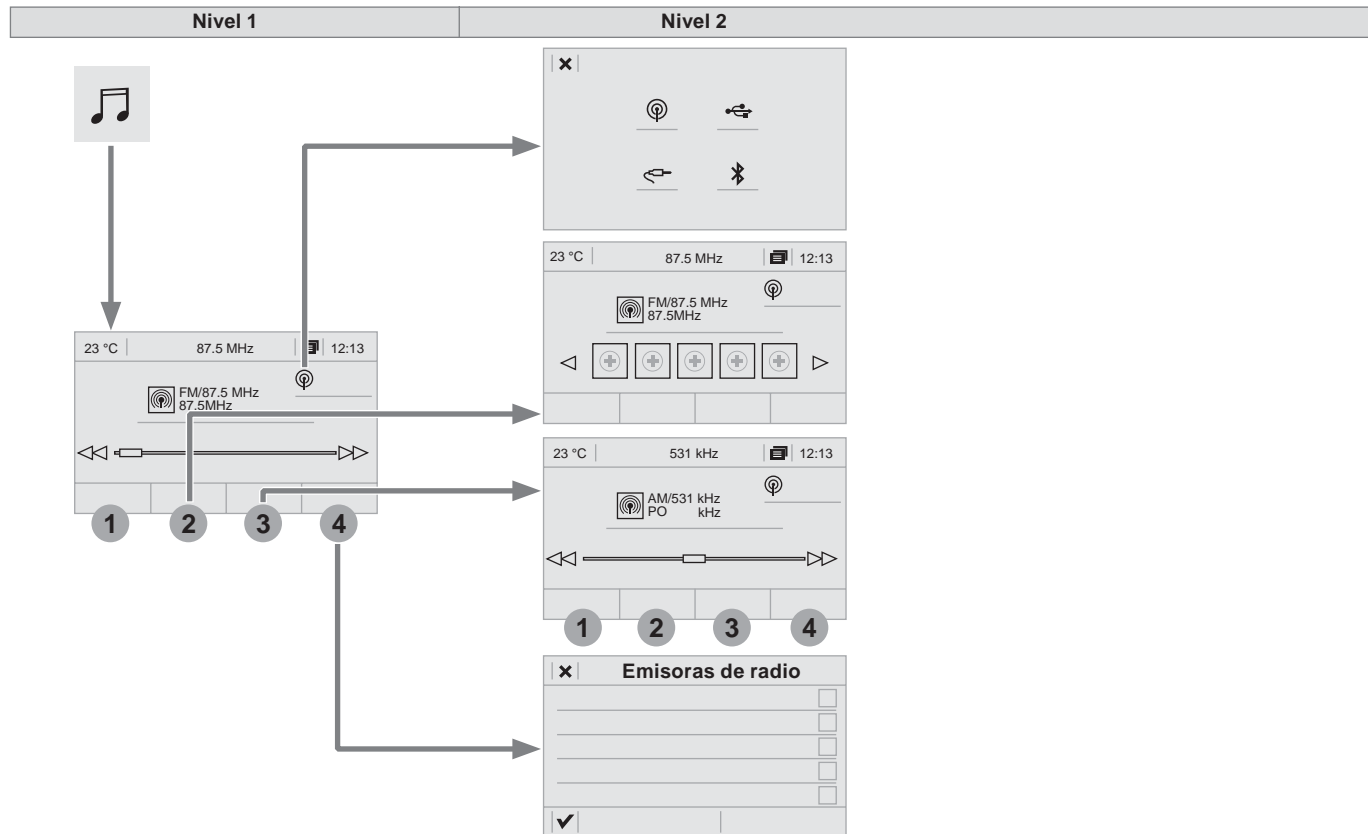 Nivel 1
Nivel 2
23 °C
87.5 MHz
12:13
FM/87.5 MHz
87.5MHz
1
2
3
4
23 °C
87.5 MHz
12:13
FM/87.5 MHz
87.5MHz
23 °C
531 kHz
12:13
AM/531 kHz
PO kHz
1
2
3
4
Emisoras de radio